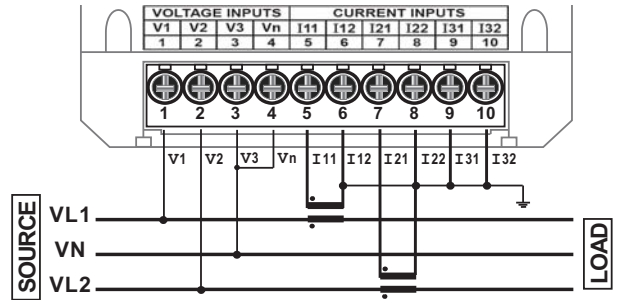 VOLTAGE INPUTS CURRENT INPUTS
V1 V2 V3 Vn I11 I12 I21 I22 I31 I32
1 2 3 4 5 6 7 8 9 10
1 2 3 4 5 6 7 8 9 10
V1 V2 V3 Vn I11 I12 I21 I22 I31 I32
SOURCE
VL1
VN
VL2
LOAD